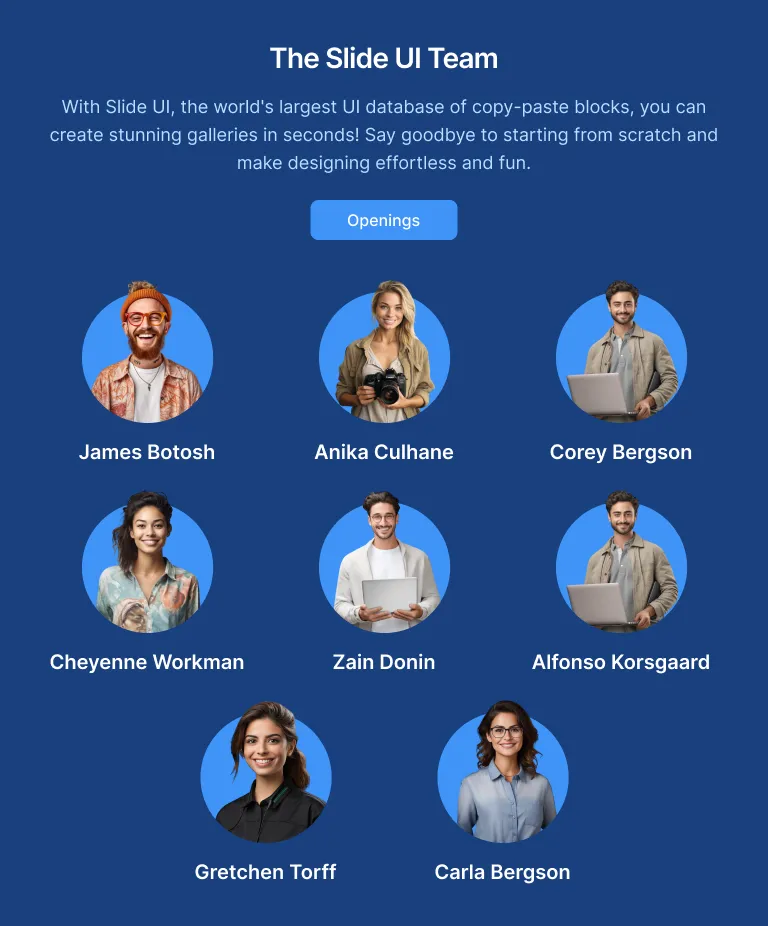 The Slide UI Team
With Slide UI, the world's largest UI database of copy-paste blocks, you can
create stunning galleries in seconds! Say goodbye to starting from scratch and
make designing effortless and fun.
Openings
James Botosh
Anika Culhane
Corey Bergson
Cheyenne Workman
Zain Donin
Alfonso Korsgaard
Gretchen Torff
Carla Bergson